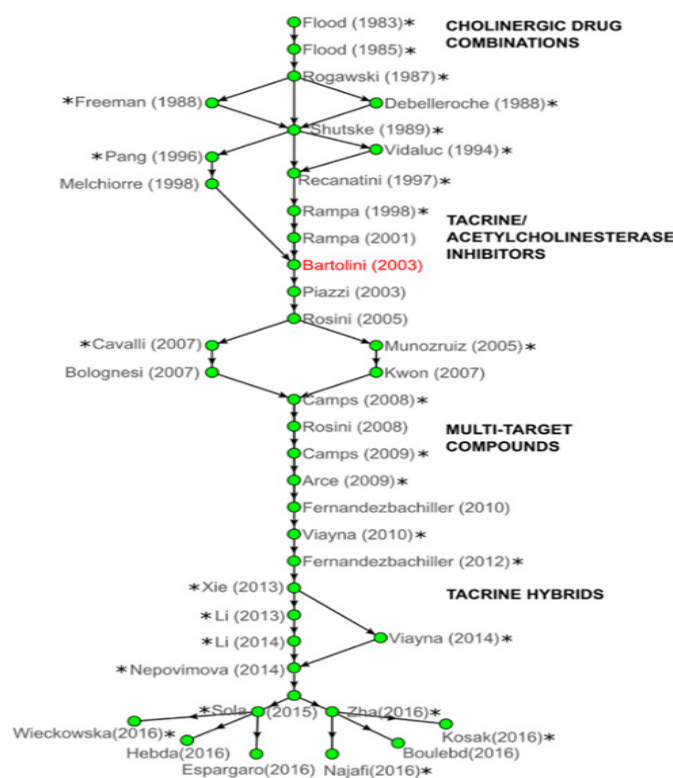 Flood (1983)*
CHOLINERGIC DRUG
COMBINATIONS
Flood (1985)*
Rogawski (1987)*
*Freeman (1988)
Debelleroche (1988)*
Shutske (1989)*
*Pang (1996)
Vidaluc (1994)*
Melchiorre (1998)
Recanatini (1997)*
Rampa (1998)*
TACRINE/
ACETYLCHOLINESTERASE
INHIBITORS
Rampa (2001)
Bartolini (2003)
Piazzi (2003)
Rosini (2005)
*Cavalli (2007)
Munozruiz (2005)*
Bolognesi (2007)
Kwon (2007)
Camps (2008)*
Rosini (2008)
MULTI-TARGET
COMPOUNDS
Camps (2009)*
Arce (2009)*
Fernandezbachiller (2010)
Viayna (2010)*
Fernandezbachiller (2012)*
*Xie (2013)
TACRINE HYBRIDS
*Li (2013)
*Li (2014)
Viayna (2014)*
*Nepovimova (2014)
*Sola (2015)
Zha(2016)*
Wieckowska(2016)*
Kosak(2016)*
Hebda(2016)
Boulebd(2016)
Espargaro(2016)
Najafi(2016)*